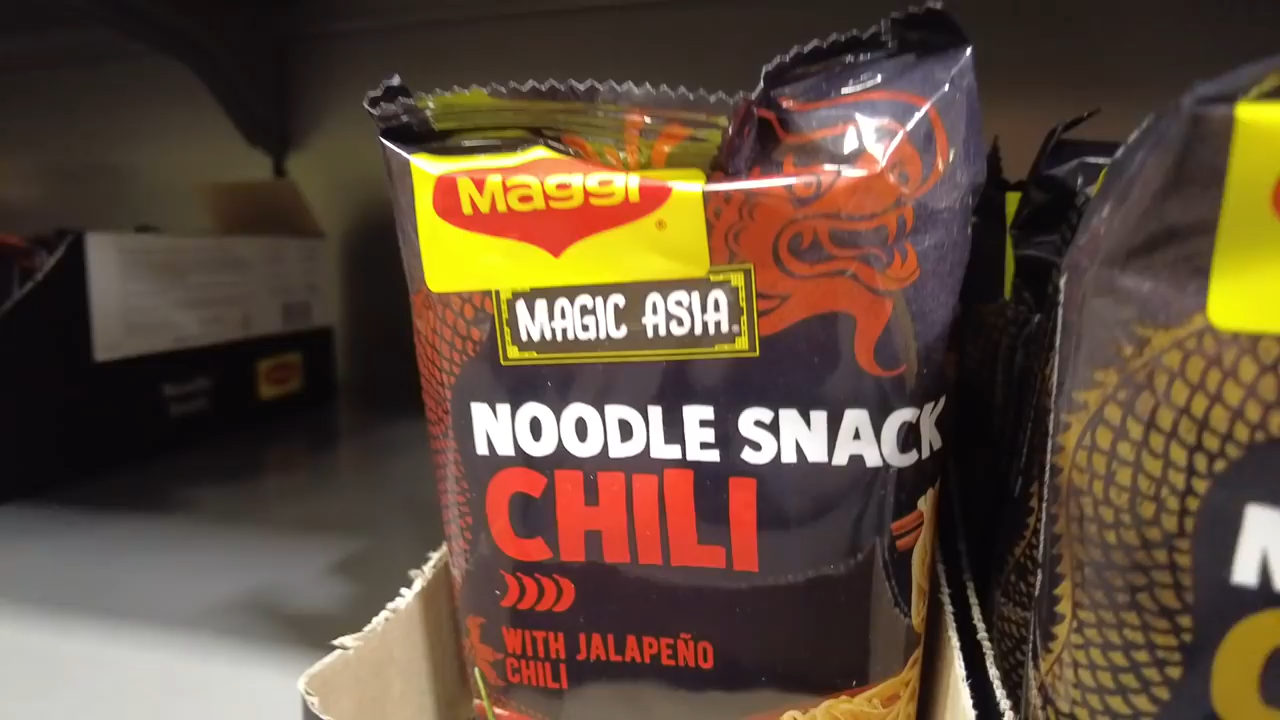 Maggi
®
MAGIC ASIA
NOODLE SNACK
CHILI
WITH JALAPEÑO
CHILI